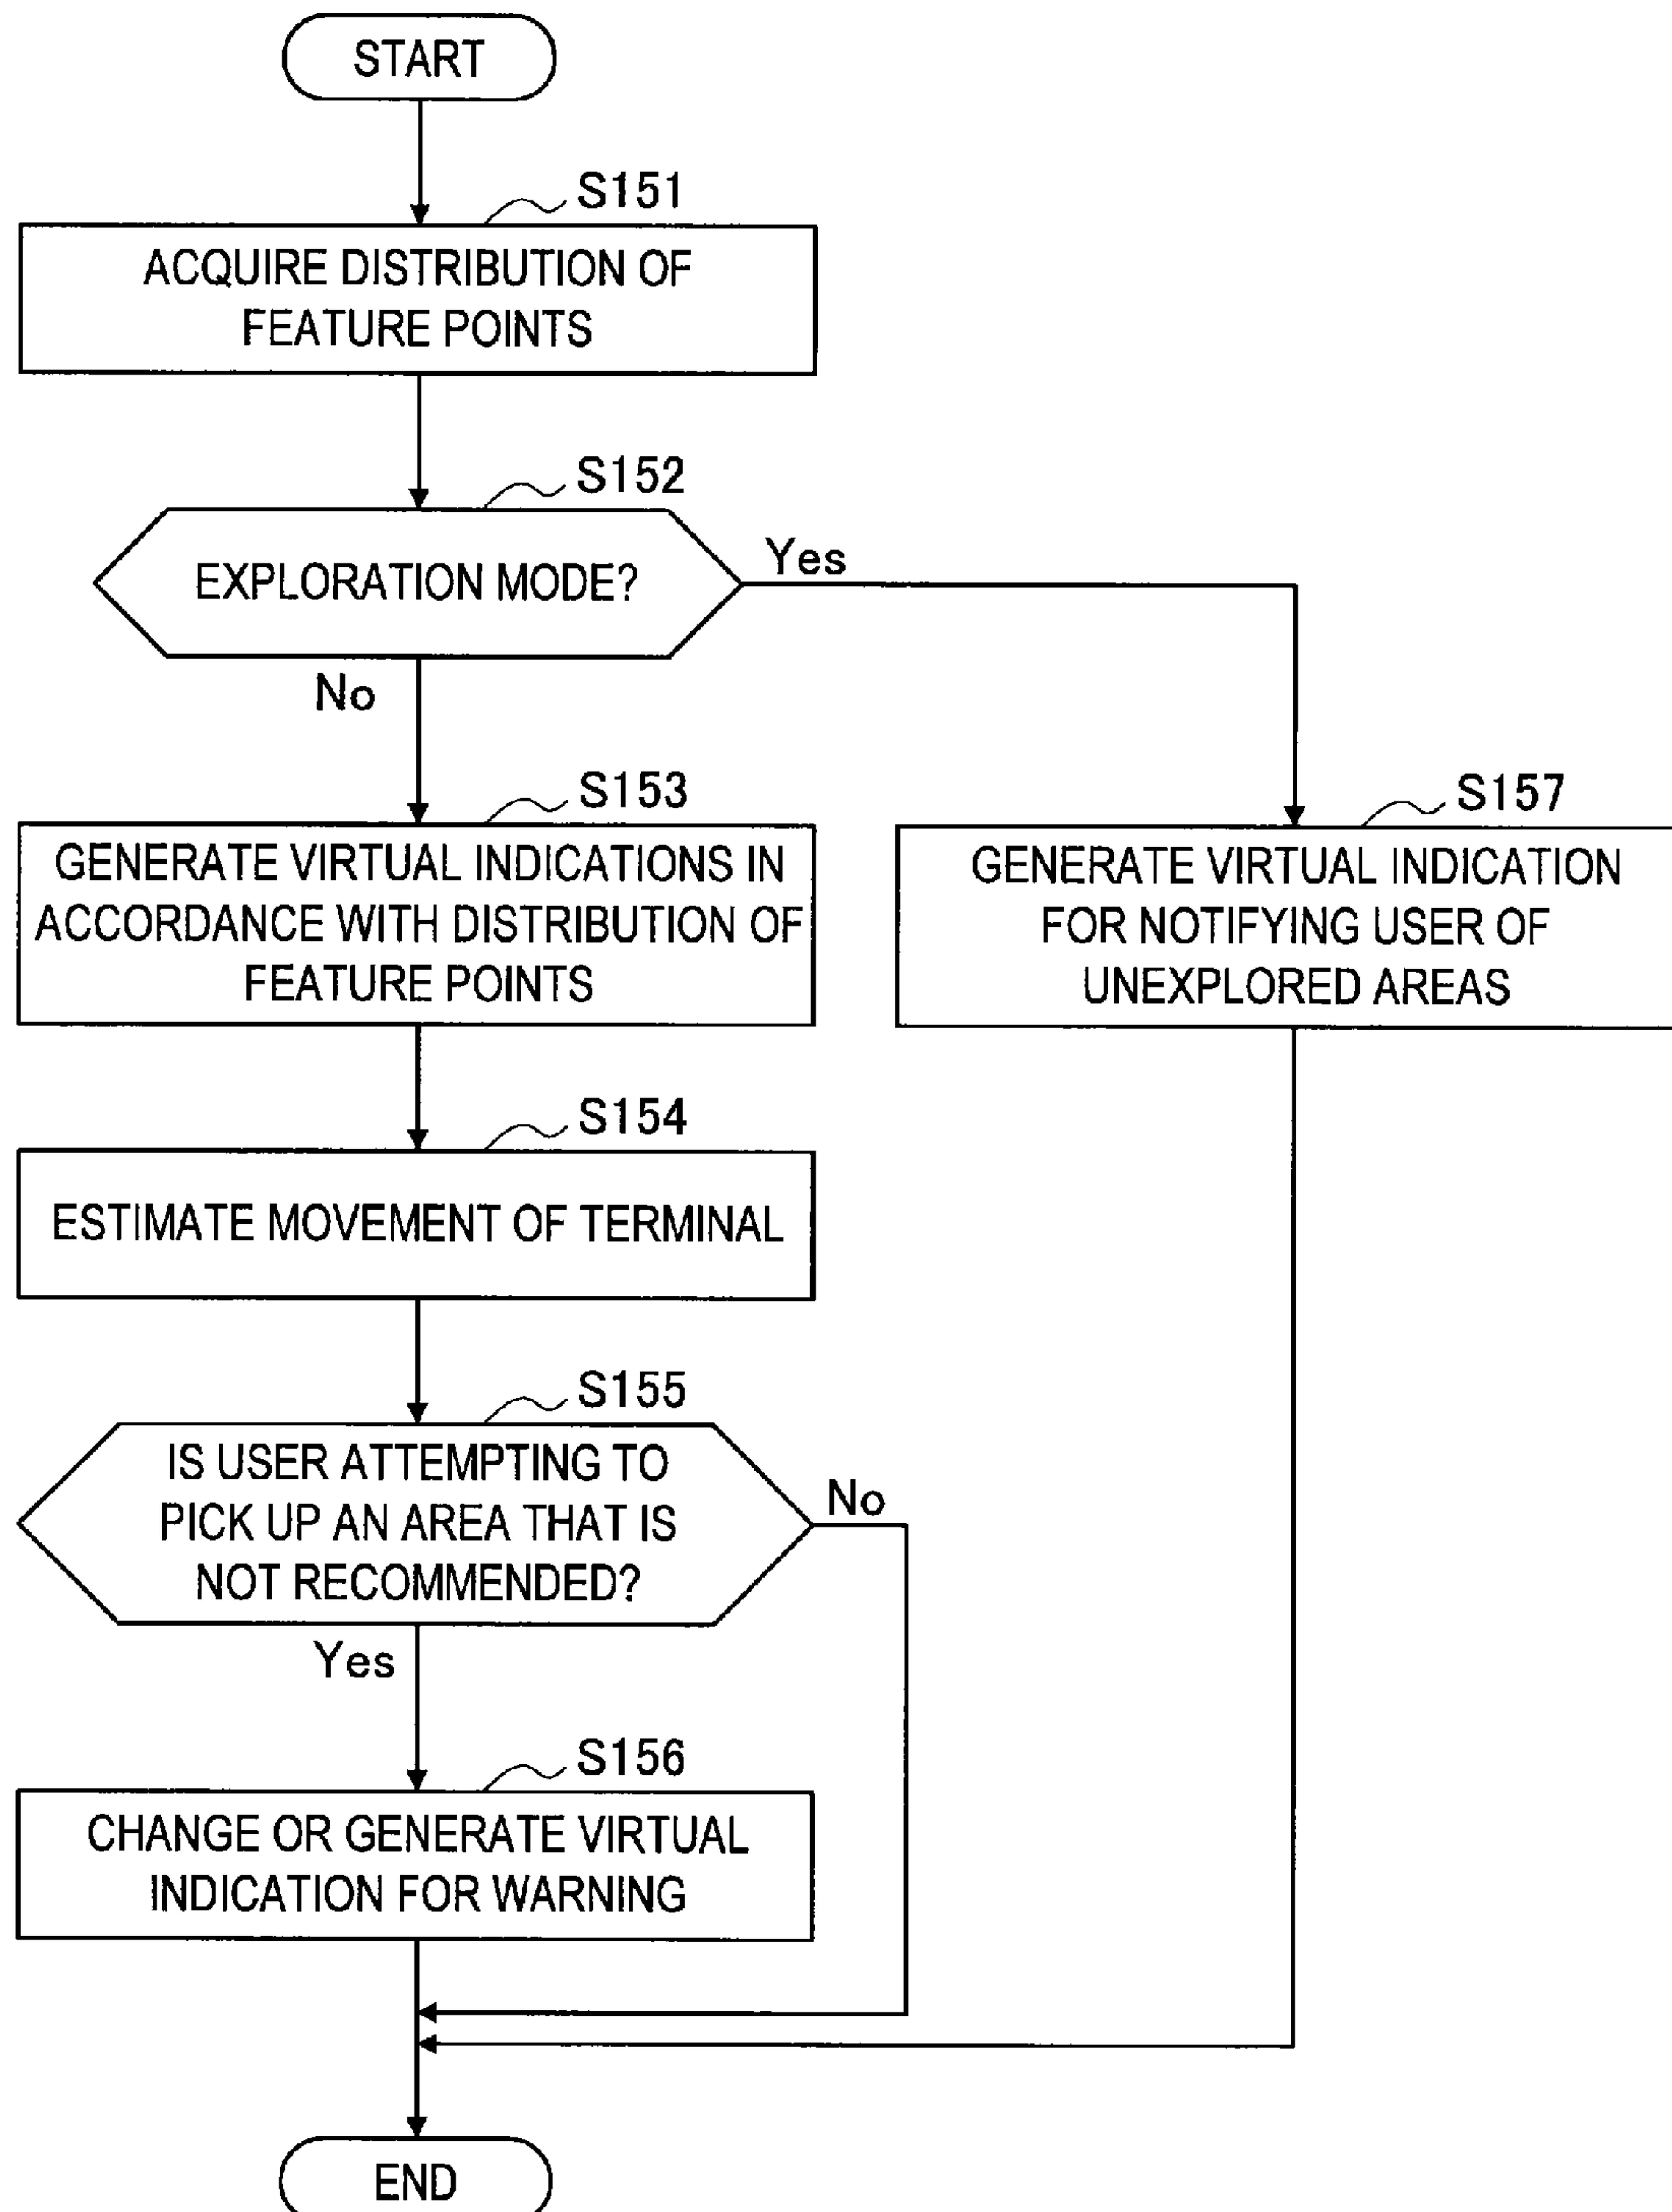 START
S151
ACQUIRE DISTRIBUTION OF
FEATURE POINTS
S152
EXPLORATION MODE?
Yes
No
S153
GENERATE VIRTUAL INDICATIONS IN
ACCORDANCE WITH DISTRIBUTION OF
FEATURE POINTS
S157
GENERATE VIRTUAL INDICATION
FOR NOTIFYING USER OF
UNEXPLORED AREAS
S154
ESTIMATE MOVEMENT OF TERMINAL
S155
IS USER ATTEMPTING TO
PICK UP AN AREA THAT IS
NOT RECOMMENDED?
No
Yes
S156
CHANGE OR GENERATE VIRTUAL
INDICATION FOR WARNING
END